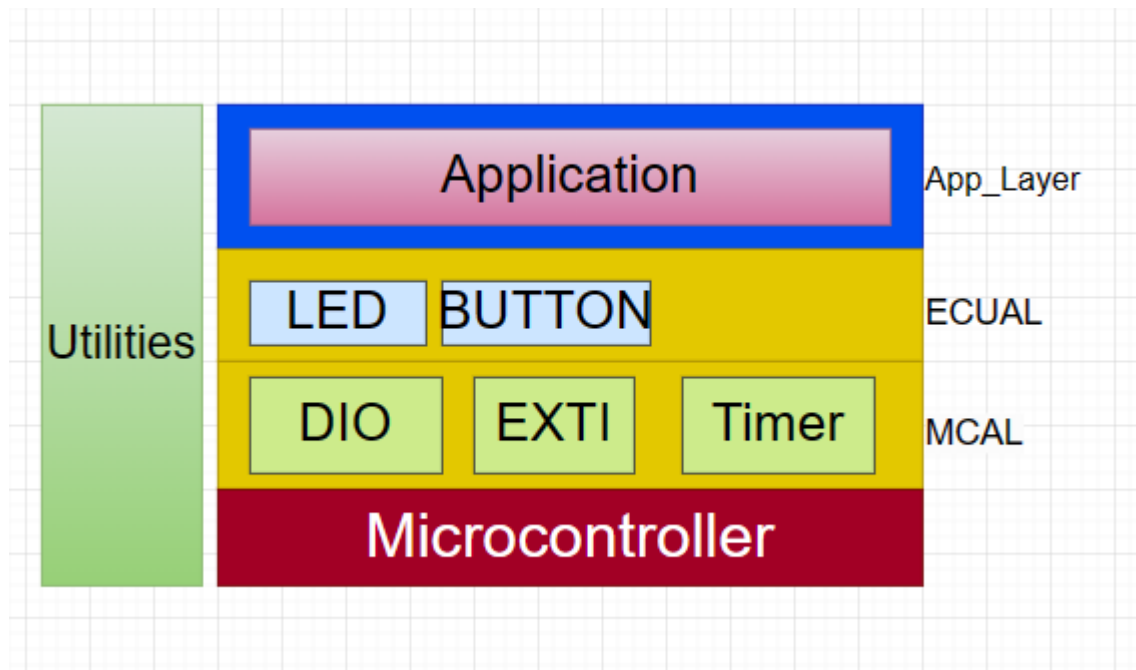 Application
App_Layer
Utilities
LED
BUTTON
ECUAL
DIO
EXTI
Timer
MCAL
Microcontroller